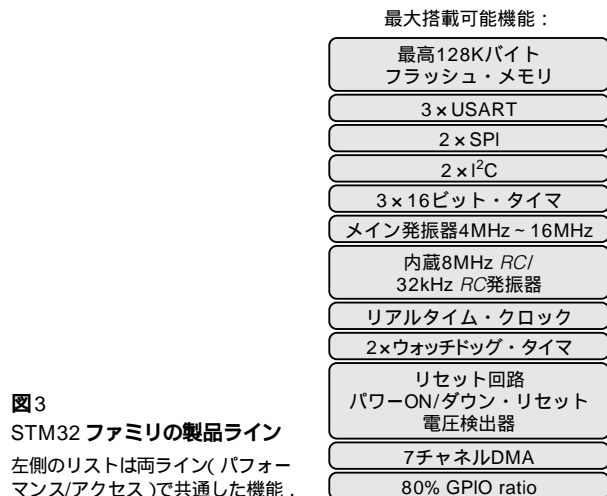 最大搭載可能機能：
最高128Kバイト
フラッシュ・メモリ
3×USART
2×SPI
2×I²C
3×16ビット・タイマ
メイン発振器4MHz～16MHz
内蔵8MHz RC/
32kHz RC発振器
リアルタイム・クロック
2×ウォッチドッグ・タイマ
リセット回路
パワーON/ダウン・リセット
電圧検出器
7チャネルDMA
80% GPIO ratio
図3
STM32 ファミリの製品ライン
左側のリストは両ライン(パフォー
マンス/アクセス)で共通した機能．